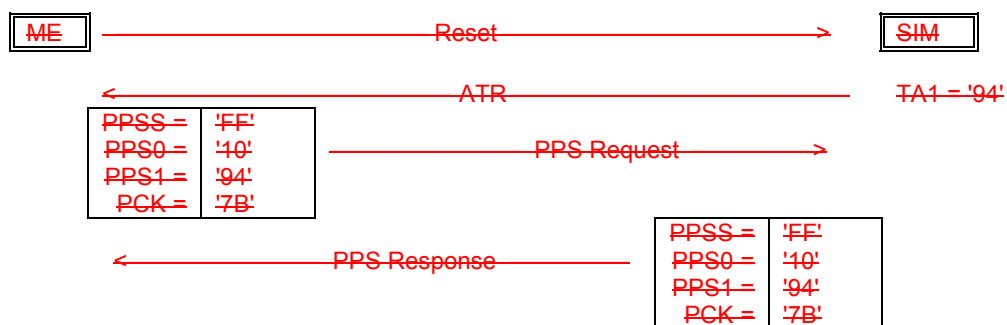 ME Reset > SIM
< ATR TA1 = '94'
PPSS = 'FF'
PPS0 = '10' PPS Request >
PPS1 = '94'
PCK = '7B'
PPSS = 'FF'
< PPS Response PPS0 = '10'
PPS1 = '94'
PCK = '7B'